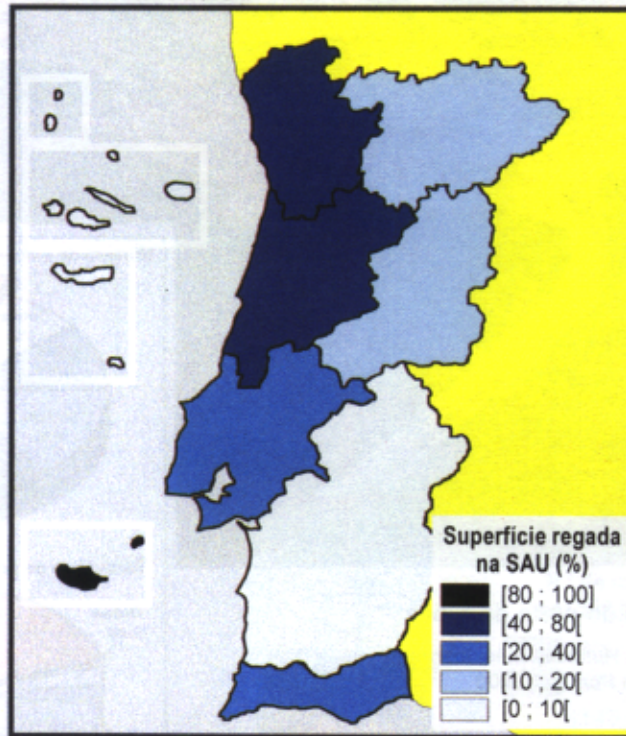 Superfície regada
na SAU (%)
[80 ; 100]
[40 ; 80[
[20 ; 40[
[10 ; 20[
[0 ; 10[